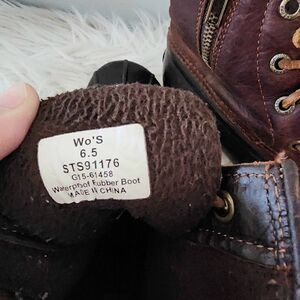 Wo'S
6.5
STS91176
G15-61458
Waterproof Rubber Boot
MADE IN CHINA